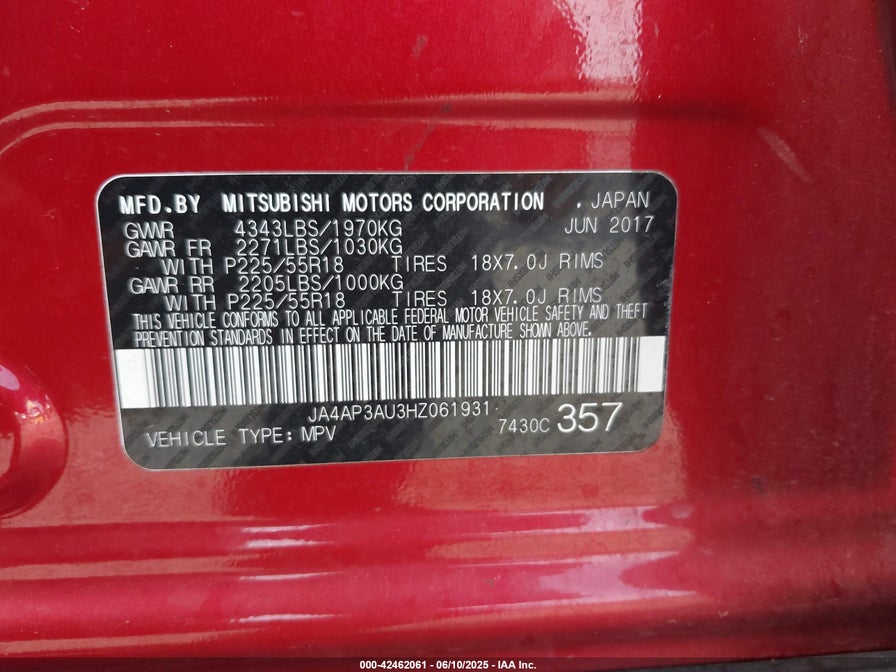 MFD.BY MITSUBISHI MOTORS CORPORATION , JAPAN
GVWR 4343LBS/1970KG JUN 2017
GAWR FR 2271LBS/1030KG
WITH P225/55R18 TIRES 18X7.0J RIMS
GAWR RR 2205LBS/1000KG
WITH P225/55R18 TIRES 18X7.0J RIMS
THIS VEHICLE CONFORMS TO ALL APPLICABLE FEDERAL MOTOR VEHICLE SAFETY AND THEFT
PREVENTION STANDARDS IN EFFECT ON THE DATE OF MANUFACTURE SHOWN ABOVE.
JA4AP3AU3HZ061931
VEHICLE TYPE: MPV 7430C 357
000-42462061 - 06/10/2025 - IAA Inc.